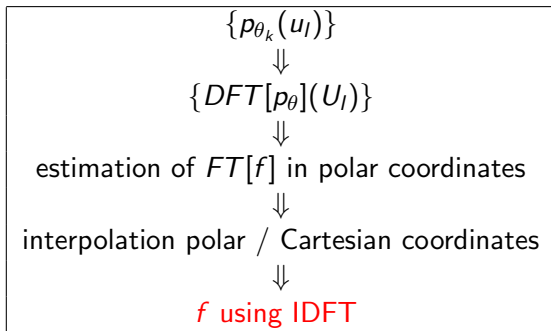 {p_{θ_k}(u_l)}
⇓
{DFT[p_θ](U_l)}
⇓
estimation of FT[f] in polar coordinates
⇓
interpolation polar / Cartesian coordinates
⇓
f using IDFT